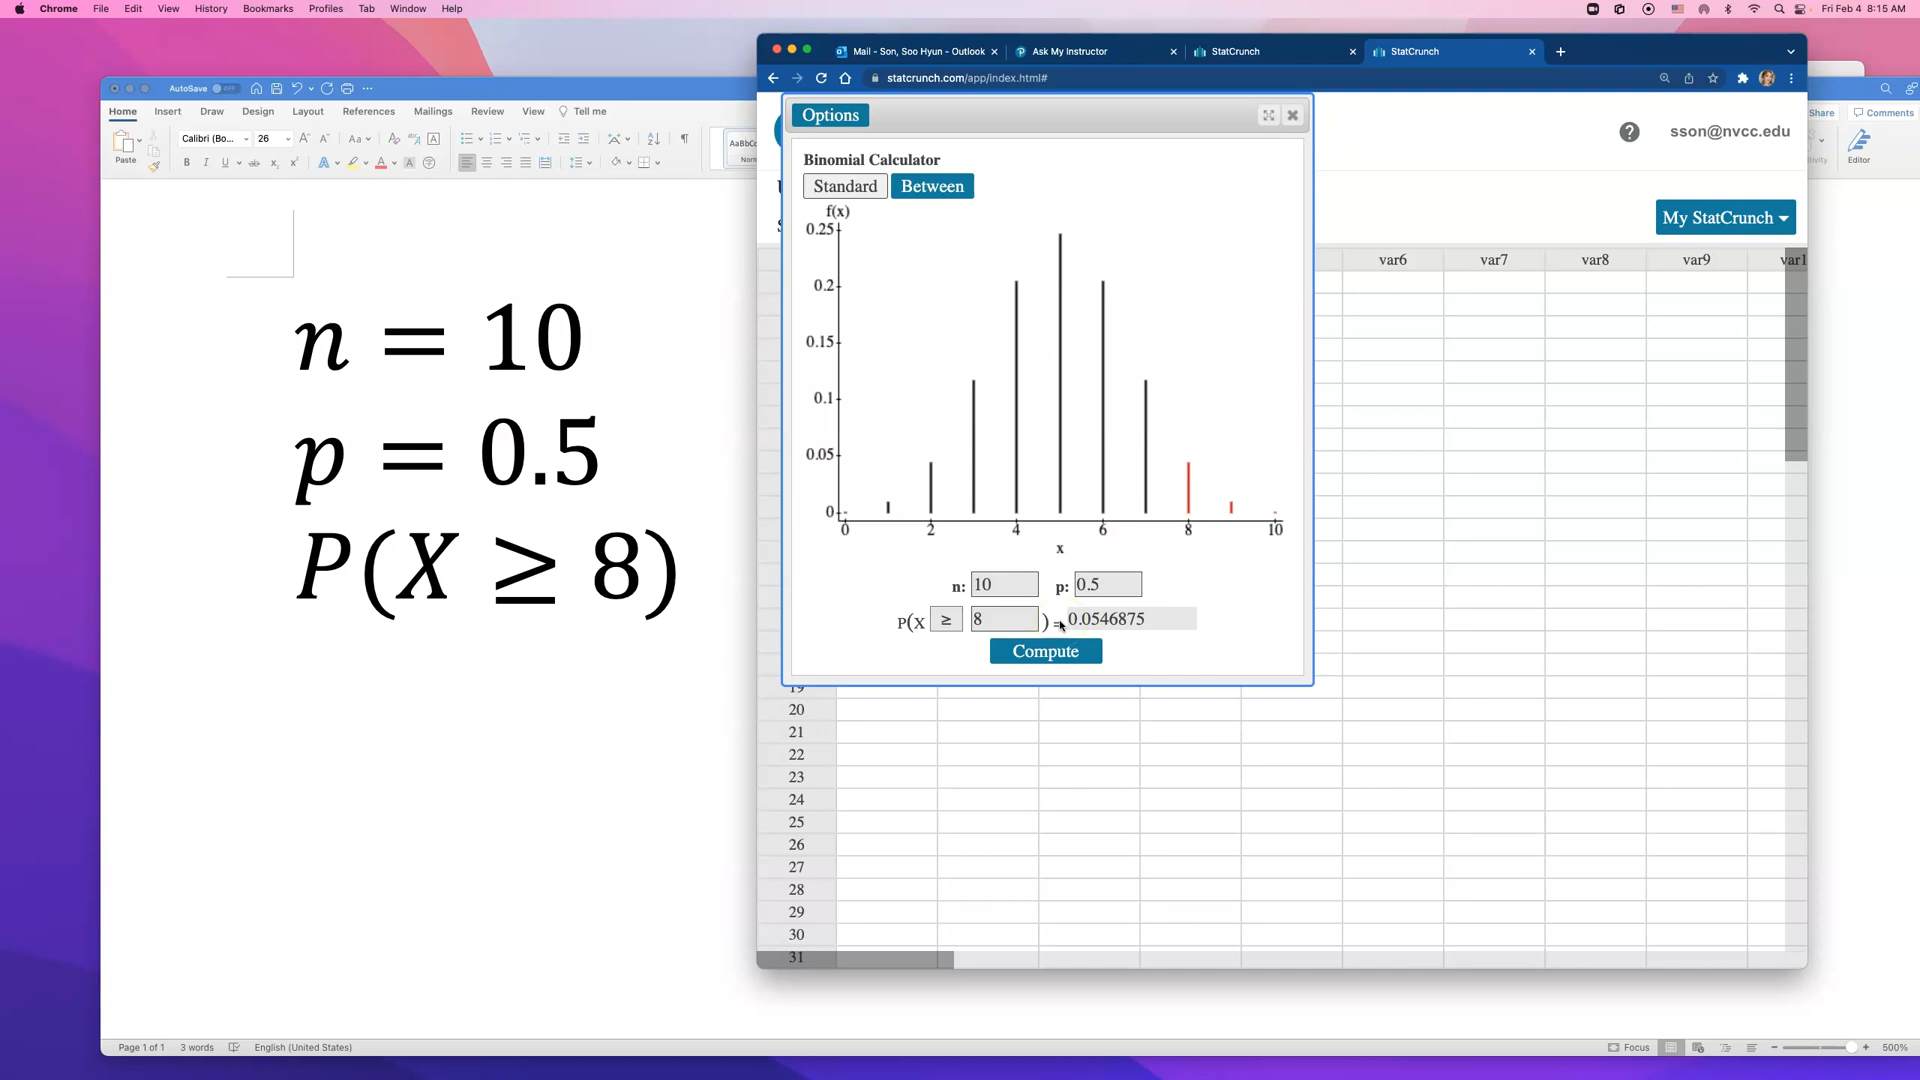 Chrome File Edit View History Bookmarks Profiles Tab Window Help Fri Feb 4 8:15 AM
Mail - Son, Soo Hyun - Outlook Ask My Instructor StatCrunch StatCrunch
statcrunch.com/app/index.html#
AutoSave OFF
Home Insert Draw Design Layout References Mailings Review View Tell me Share Comments
Paste Calibri (Bo... 26 AaBbCc Editor
n = 10
p = 0.5
P(X ≥ 8)
Options
Binomial Calculator
Standard Between
f(x)
0.25
0.2
0.15
0.1
0.05
0
0 2 4 6 8 10
x
n: 10 p: 0.5
P(X ≥ 8 ) = 0.0546875
Compute
sson@nvcc.edu
My StatCrunch
var6 var7 var8 var9 var1
19
20
21
22
23
24
25
26
27
28
29
30
31
Page 1 of 1 3 words English (United States) Focus 500%